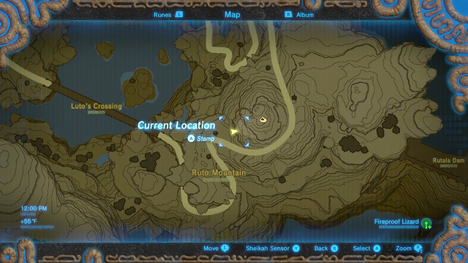 Runes L Map R Album
Luto's Crossing
Current Location
A Stamp
Ruto Mountain
Rutala Dam
12:00 PM
+55°F
Fireproof Lizard
Move L Sheikah Sensor Back Select A Zoom